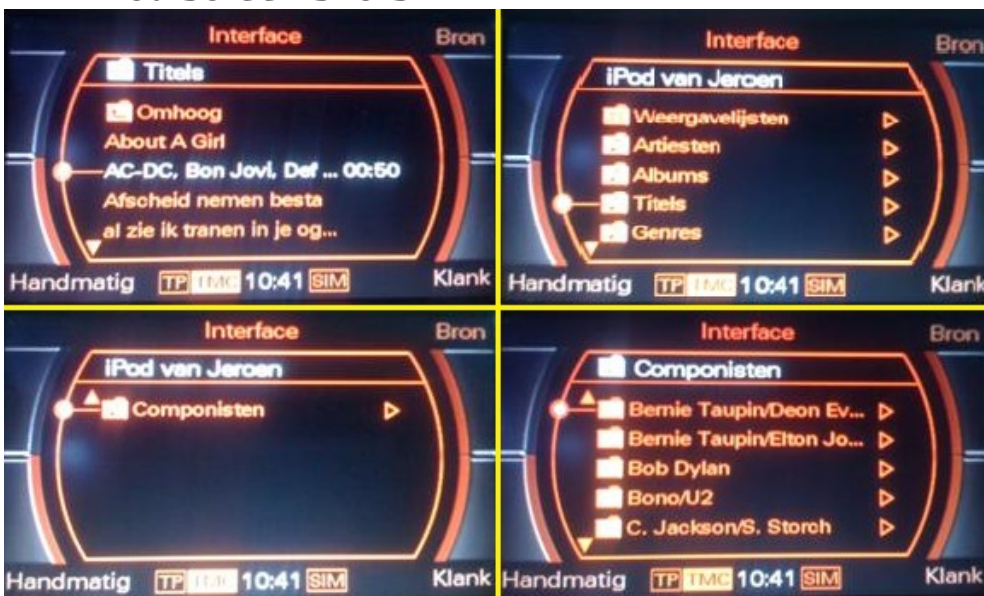 Interface Bron
Titels
Omhoog
About A Girl
AC-DC, Bon Jovi, Def ... 00:50
Afscheid nemen besta
al zie ik tranen in je og...
Handmatig TP TMC 10:41 SIM Klank
Interface Bron
iPod van Jeroen
Weergavelijsten
Artiesten
Albums
Titels
Genres
Handmatig TP TMC 10:41 SIM Klank
Interface Bron
iPod van Jeroen
Componisten
Handmatig TP TMC 10:41 SIM Klank
Interface Bron
Componisten
Bernie Taupin/Deon Ev...
Bernie Taupin/Elton Jo...
Bob Dylan
Bono/U2
C. Jackson/S. Storch
Handmatig TP TMC 10:41 SIM Klank